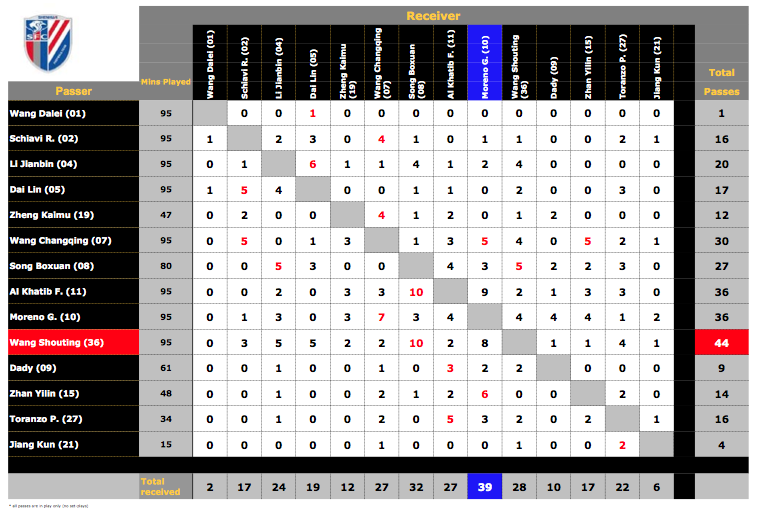 SFC
Receiver
Wang Dalei (01) Schiavi R. (02) Li Jianbin (04) Dai Lin (05) Zheng Kaimu (19) Wang Changqing (07) Song Boxuan (08) Al Khatib F. (11) Moreno G. (10) Wang Shouting (36) Dady (09) Zhan Yilin (15) Toranzo P. (27) Jiang Kun (21)
Passer Mins Played Total Passes
Wang Dalei (01) 95 0 0 1 0 0 0 0 0 0 0 0 0 0 1
Schiavi R. (02) 95 1 2 3 0 4 1 0 1 1 0 0 2 1 16
Li Jianbin (04) 95 0 1 6 1 1 4 1 2 4 0 0 0 0 20
Dai Lin (05) 95 1 5 4 0 0 1 1 0 2 0 0 3 0 17
Zheng Kaimu (19) 47 0 2 0 0 4 1 2 0 1 2 0 0 0 12
Wang Changqing (07) 95 0 5 0 1 3 1 3 5 4 0 5 2 1 30
Song Boxuan (08) 80 0 0 5 3 0 0 4 3 5 2 2 3 0 27
Al Khatib F. (11) 95 0 0 2 0 3 3 10 9 2 1 3 3 0 36
Moreno G. (10) 95 0 1 3 0 3 7 3 4 4 4 4 1 2 36
Wang Shouting (36) 95 0 3 5 5 2 2 10 2 8 1 1 4 1 44
Dady (09) 61 0 0 1 0 0 1 0 3 2 2 0 0 0 9
Zhan Yilin (15) 48 0 0 1 0 0 2 1 2 6 0 0 2 0 14
Toranzo P. (27) 34 0 0 1 0 0 2 0 5 3 2 0 2 1 16
Jiang Kun (21) 15 0 0 0 0 0 1 0 0 0 1 0 0 2 4
Total received 2 17 24 19 12 27 32 27 39 28 10 17 22 6
* all passes are in play only (no set plays)